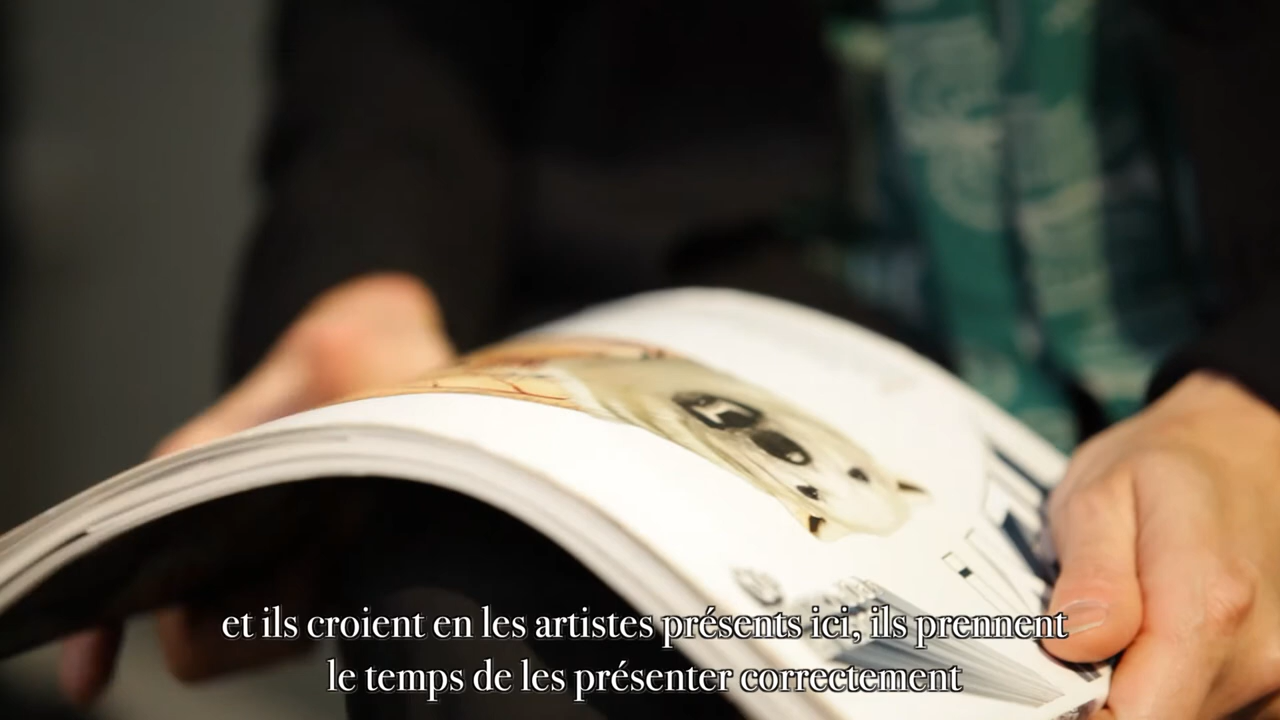 et ils croient en les artistes présents ici, ils prennent
le temps de les présenter correctement